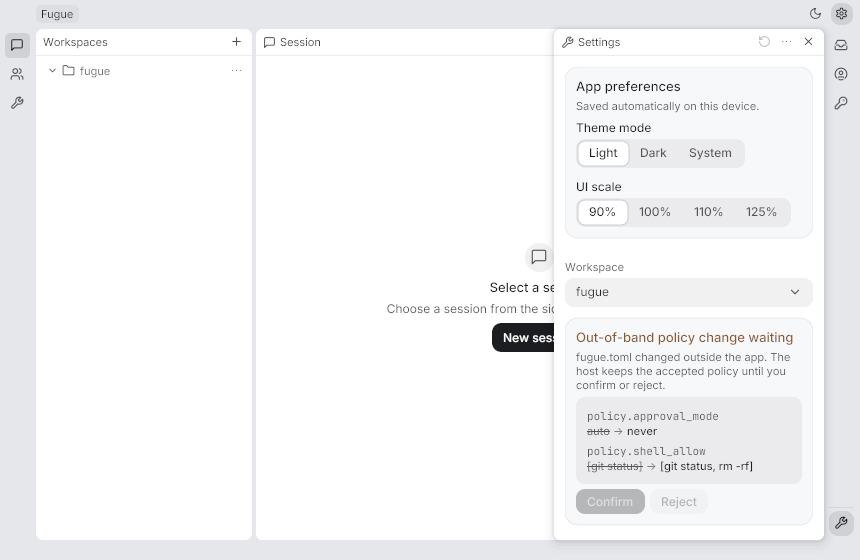 Fugue
Workspaces
fugue
Session
Select a se
Choose a session from the sid
New sess
Settings
App preferences
Saved automatically on this device.
Theme mode
Light Dark System
UI scale
90% 100% 110% 125%
Workspace
fugue
Out-of-band policy change waiting
fugue.toml changed outside the app. The
host keeps the accepted policy until you
confirm or reject.
policy.approval_mode
auto → never
policy.shell_allow
[git status] → [git status, rm -rf]
Confirm Reject